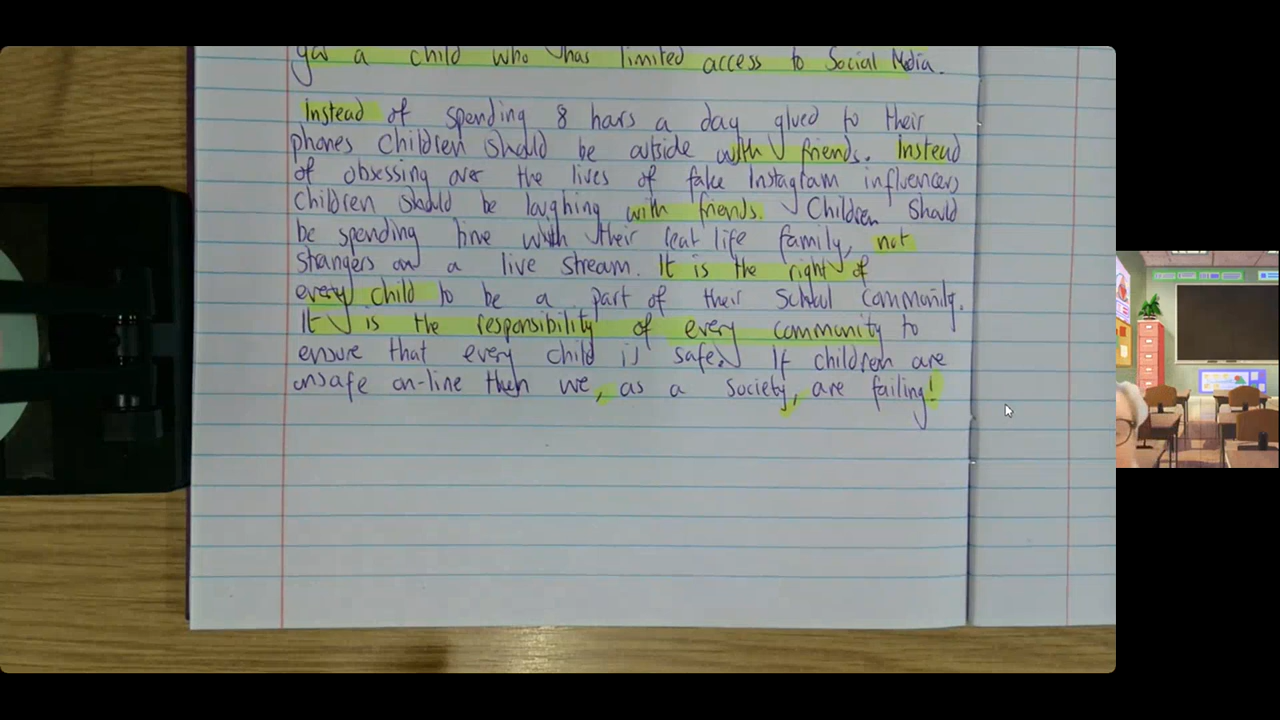 a child who has limited access to Social Media.
Instead of spending 8 hours a day glued to their
phones Children should be outside with friends. Instead
of obsessing over the lives of fake Instagram influencers
Children should be laughing with friends. Children should
be spending time with their real life family, not
strangers on a live stream. It is the right of
every child to be a part of their School community.
It is the responsibility of every community to
ensure that every child is safe. If children are
unsafe on-line then we, as a society, are failing!